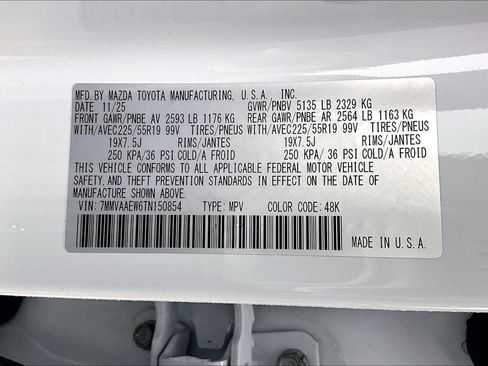 MFD. BY MAZDA TOYOTA MANUFACTURING, U.S.A., INC.
DATE 11/25 GVWR/PNBV 5135 LB 2329 KG
FRONT GAWR/PNBE AV 2593 LB 1176 KG REAR GAWR/PNBE AR 2564 LB 1163 KG
WITH/AVEC225/55R19 99V TIRES/PNEUS WITH/AVEC225/55R19 99V TIRES/PNEUS
19X7.5J RIMS/JANTES 19X7.5J RIMS/JANTES
250 KPA/ 36 PSI COLD/A FROID 250 KPA/ 36 PSI COLD/A FROID
THIS VEHICLE CONFORMS TO ALL APPLICABLE FEDERAL MOTOR VEHICLE
SAFETY, AND THEFT PREVENTION STANDARDS IN EFFECT ON THE DATE OF
MANUFACTURE SHOWN ABOVE.
VIN: 7MMVAAEW6TN150854 TYPE: MPV COLOR CODE: 48K
MADE IN U.S.A.